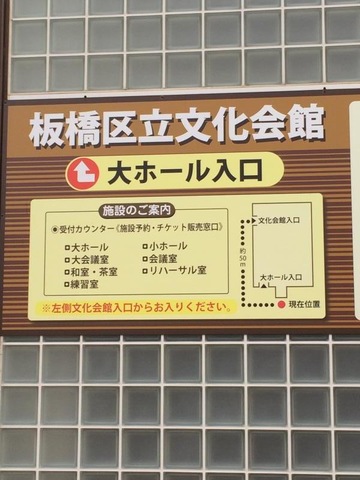 板橋区立文化会館
大ホール入口
施設のご案内
◉受付カウンター《施設予約・チケット販売窓口》
□大ホール
□小ホール
□大会議室
□会議室
□和室・茶室
□リハーサル室
□練習室
※左側文化会館入口からお入りください。
文化会館入口
約50m
大ホール入口
現在位置